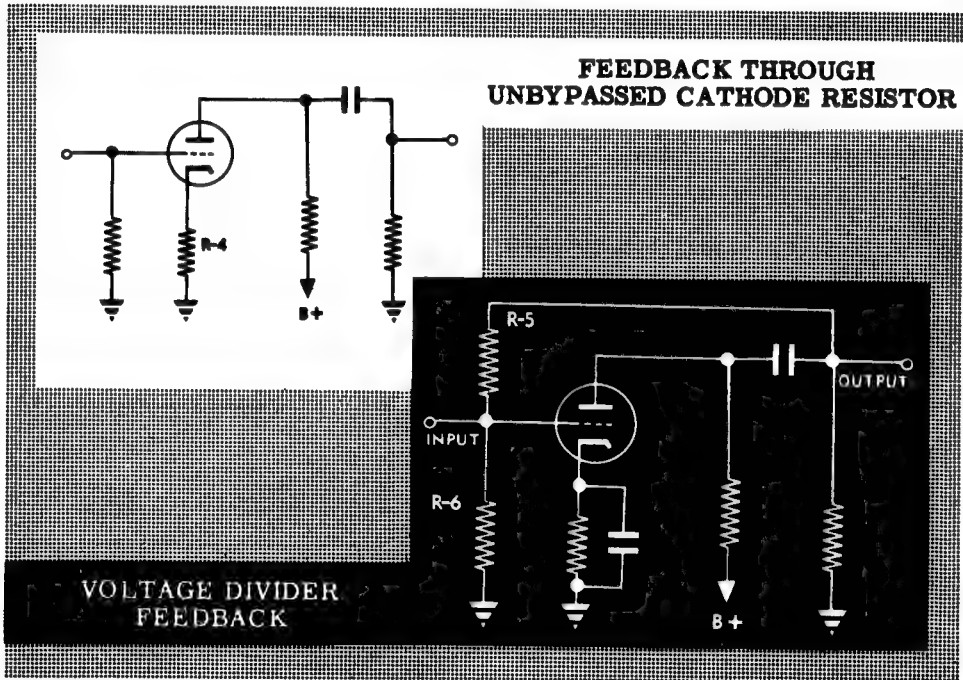 FEEDBACK THROUGH
UNBYPASSED CATHODE RESISTOR
R-4
B+
R-5
INPUT
OUTPUT
R-6
B+
VOLTAGE DIVIDER
FEEDBACK